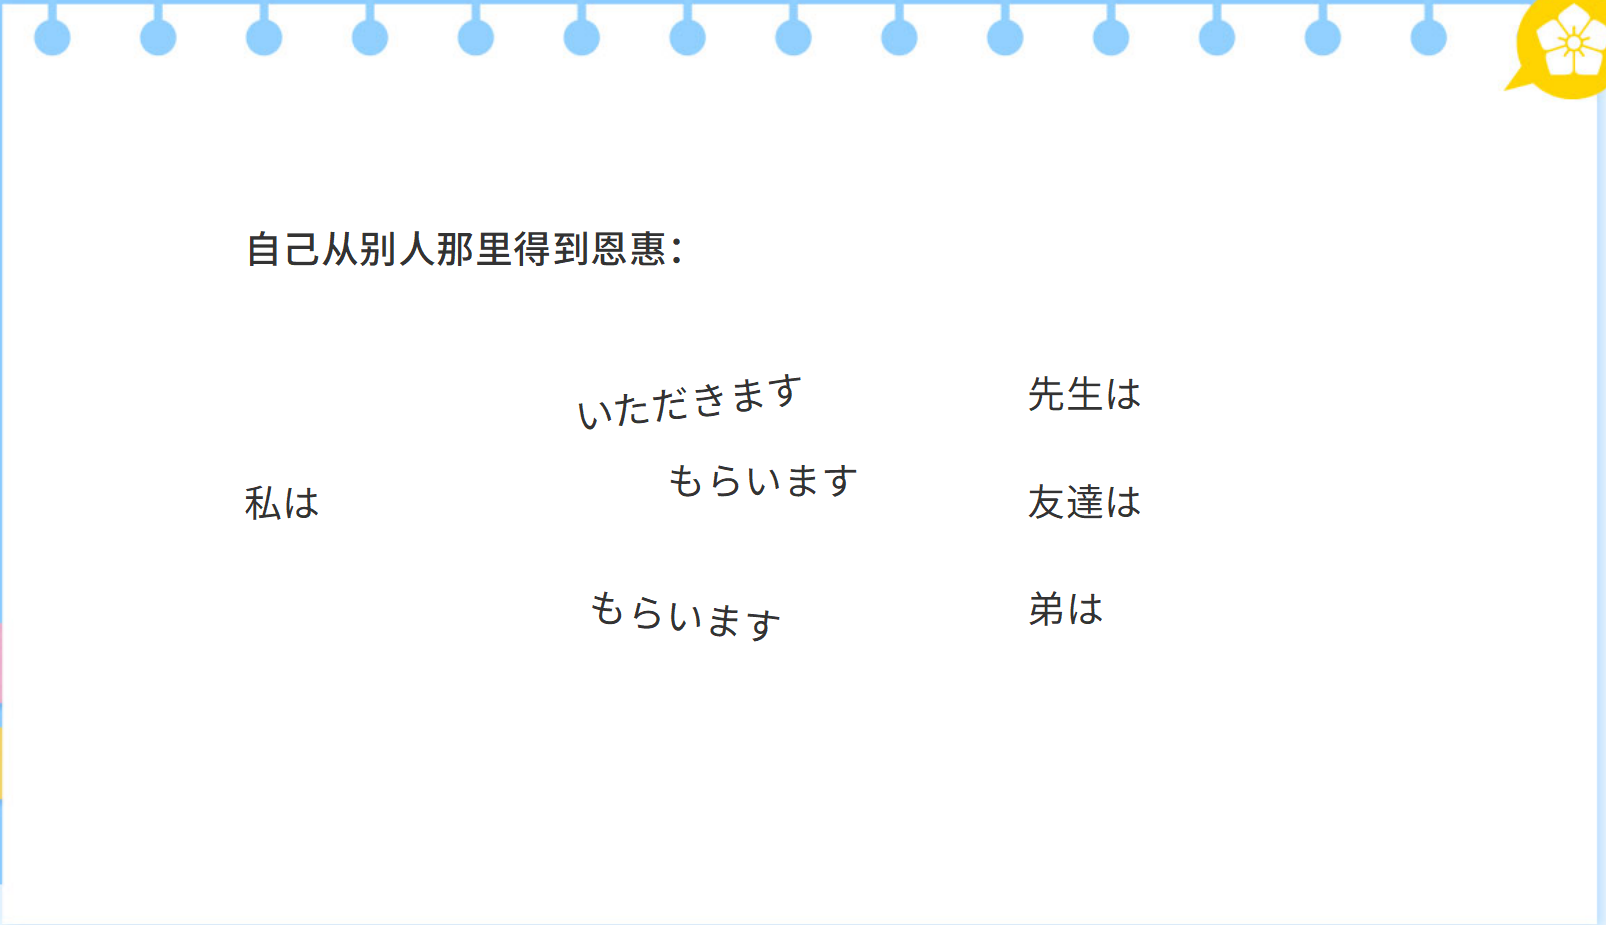 自己从别人那里得到恩惠：
いただきます
先生は
もらいます
私は
友達は
もらいます
弟は